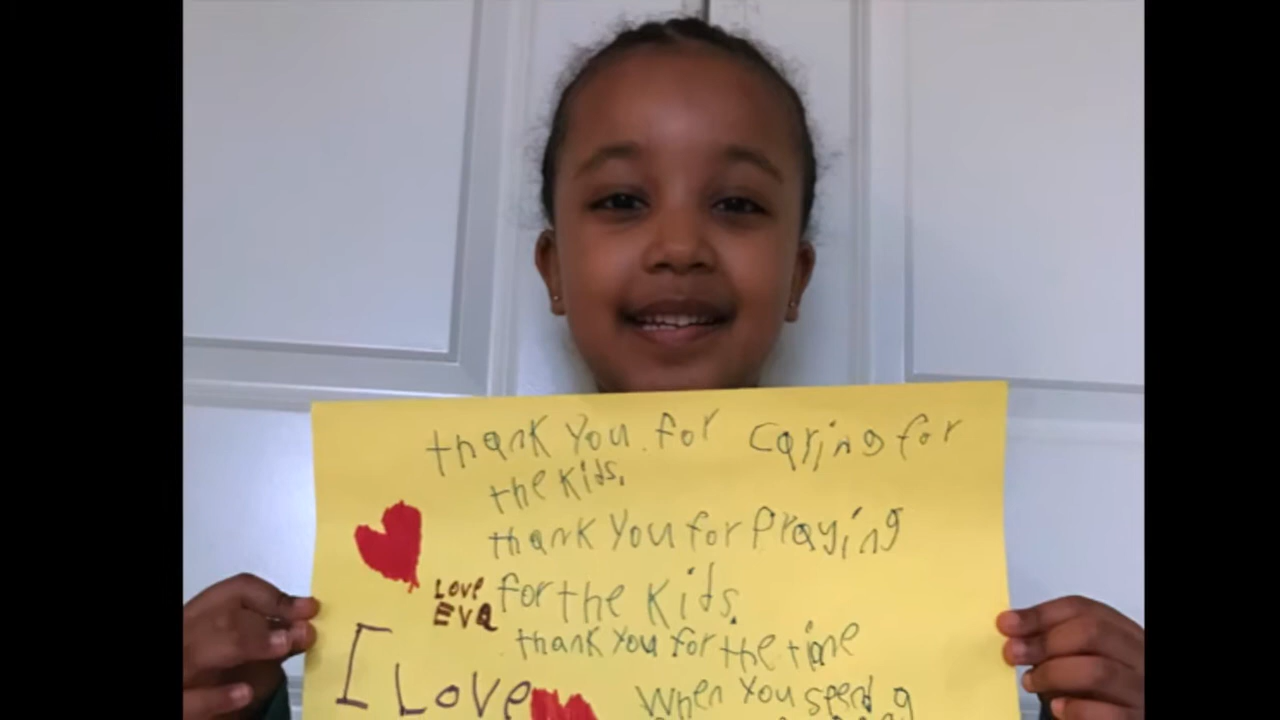 thank you for caring for
the kids.
thank you for praying
for the kids.
Love
Eva
thank you for the time
I Love
when you spend